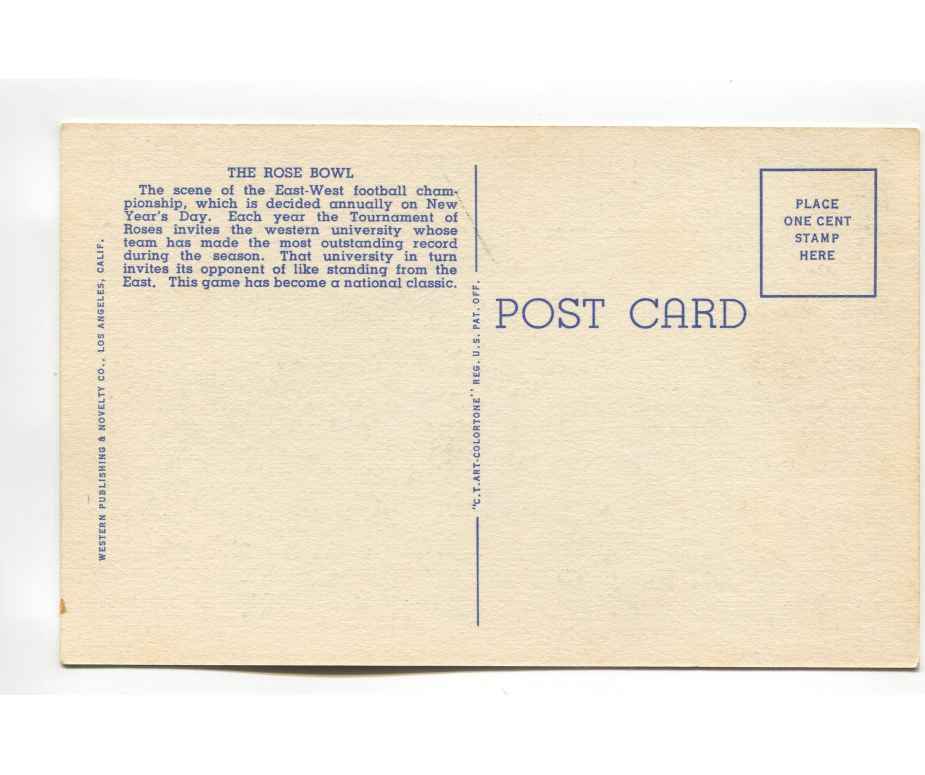 THE ROSE BOWL
The scene of the East-West football cham-
pionship, which is decided annually on New
Year's Day. Each year the Tournament of
Roses invites the western university whose
team has made the most outstanding record
during the season. That university in turn
invites its opponent of like standing from the
East. This game has become a national classic.
WESTERN PUBLISHING & NOVELTY CO., LOS ANGELES, CALIF.
"C.T. ART-COLORTONE" REG. U.S. PAT. OFF.
POST CARD
PLACE
ONE CENT
STAMP
HERE